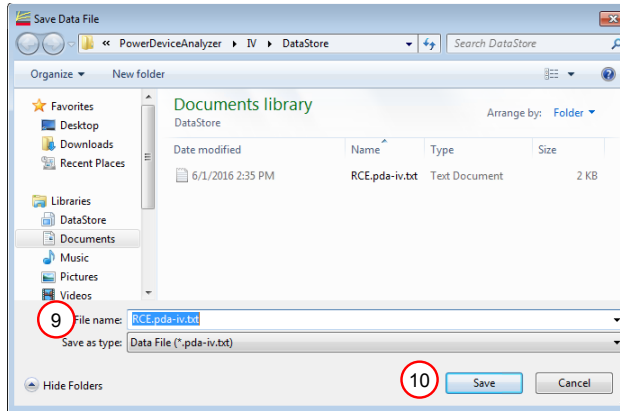 Save Data File
« PowerDeviceAnalyzer IV DataStore
Search DataStore
Organize New folder
Favorites
Desktop
Downloads
Recent Places
Libraries
DataStore
Documents
Music
Pictures
Videos
Documents library
DataStore
Arrange by: Folder
Date modified Name Type Size
6/1/2016 2:35 PM RCE.pda-iv.txt Text Document 2 KB
9 File name: RCE.pda-iv.txt
Save as type: Data File (*.pda-iv.txt)
Hide Folders
10 Save Cancel